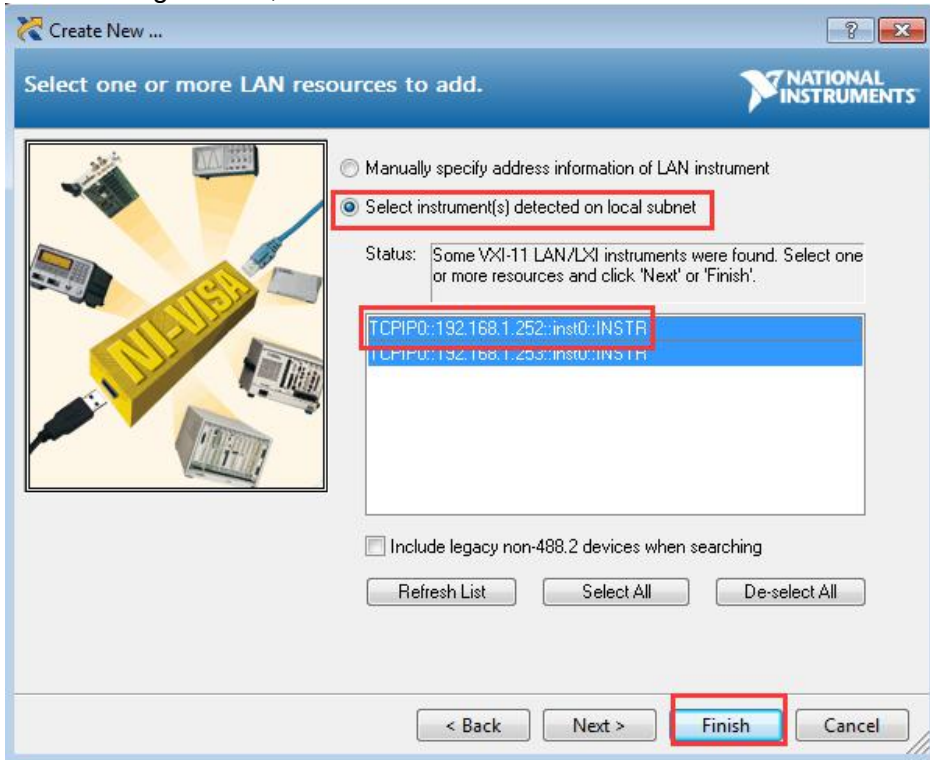 Create New ...
Select one or more LAN resources to add.
NATIONAL
INSTRUMENTS
Manually specify address information of LAN instrument
Select instrument(s) detected on local subnet
Status: Some VXI-11 LAN/LXI instruments were found. Select one
or more resources and click 'Next' or 'Finish'.
TCPIP0::192.168.1.252::inst0::INSTR
TCPIP0::192.168.1.253::inst0::INSTR
NI-VISA
Include legacy non-488.2 devices when searching
Refresh List Select All De-select All
< Back Next > Finish Cancel